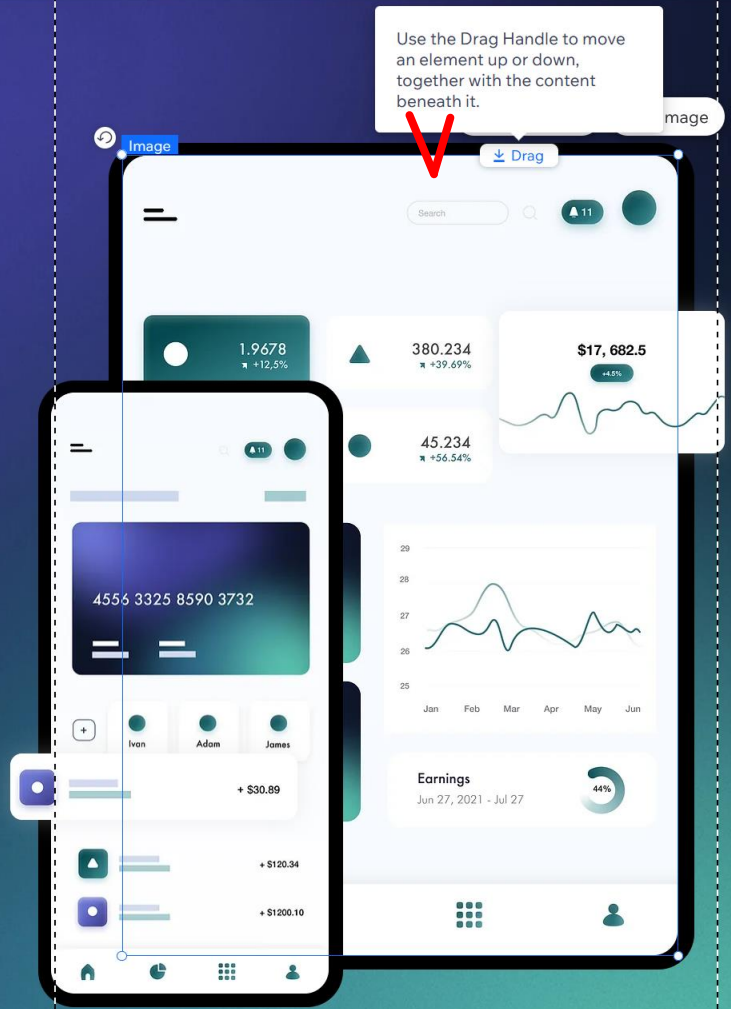 Use the Drag Handle to move
an element up or down,
together with the content
beneath it.
mage
Image
Drag
Search
11
1.9678
+12,5%
380.234
+39.69%
$17, 682.5
+4.5%
45.234
+56.54%
11
4556 3325 8590 3732
29
28
27
26
25
Jan Feb Mar Apr May Jun
+
Ivan Adam James
+ $30.89
Earnings
Jun 27, 2021 - Jul 27
44%
+ $120.34
+ $1200.10